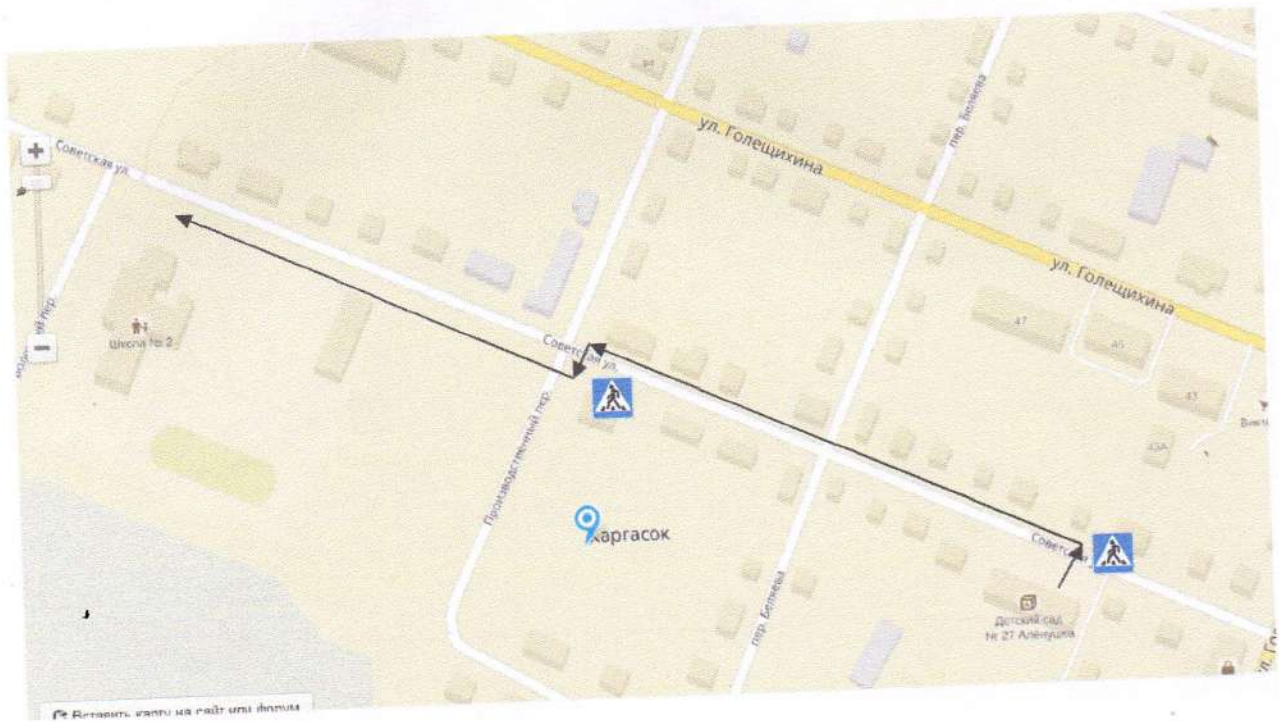 ул. Голещихина
пер. Беляева
Советская ул.
ул. Голещихина
47
45
43
43А
Школа № 2
Советская ул.
Производственный пер.
Каргасок
пер. Беляева
Детский сад
№ 27 Алёнушка
Вставить карту на сайт или форум